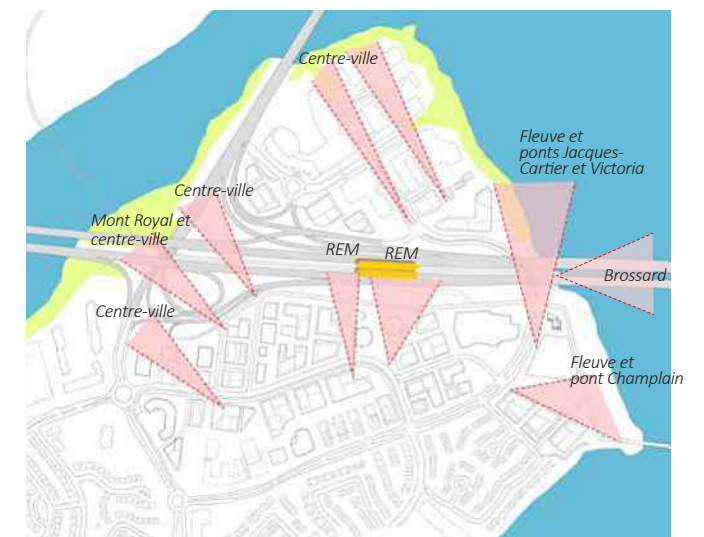 Centre-ville
Fleuve et
ponts Jacques-
Cartier et Victoria
Centre-ville
Mont Royal et
centre-ville
REM
REM
Brossard
Centre-ville
Fleuve et
pont Champlain